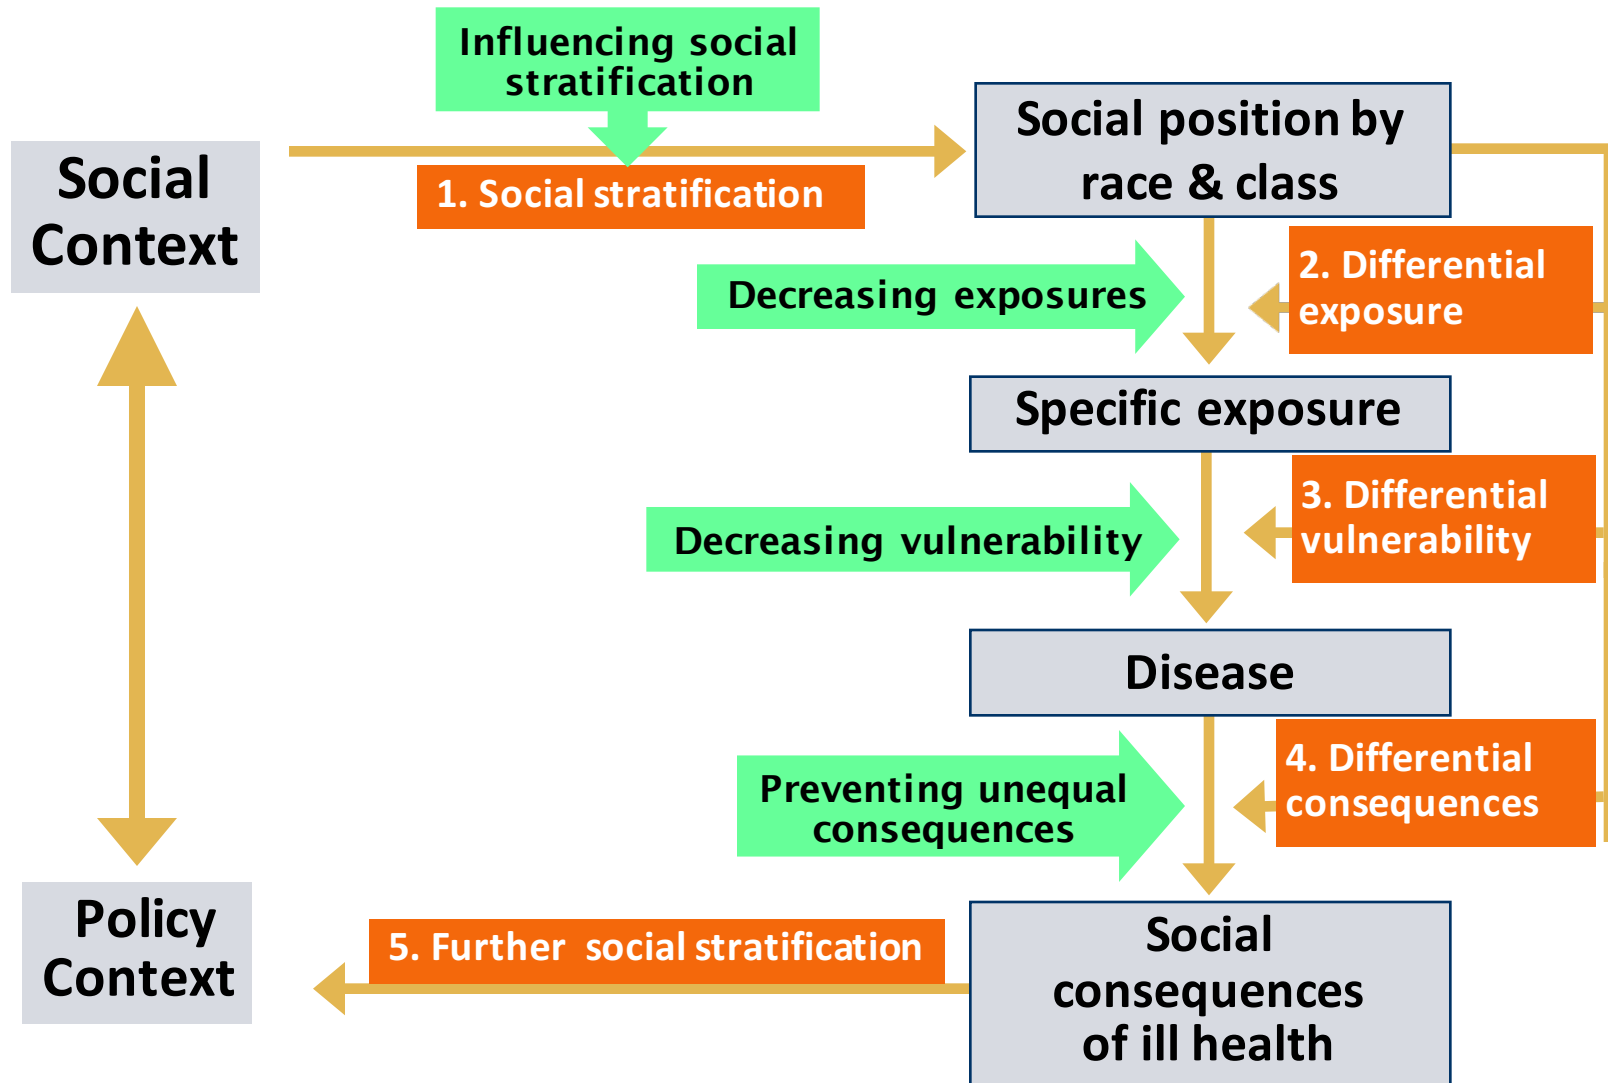 Influencing social
stratification
Social
Context
1. Social stratification
Social position by
race & class
Decreasing exposures
2. Differential
exposure
Specific exposure
Decreasing vulnerability
3. Differential
vulnerability
Disease
Preventing unequal
consequences
4. Differential
consequences
Policy
Context
5. Further social stratification
Social
consequences
of ill health